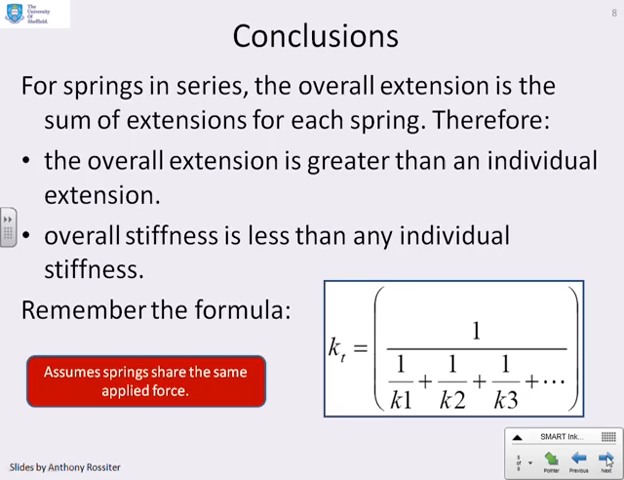 The
University
Of
Sheffield.
8
Conclusions
For springs in series, the overall extension is the
sum of extensions for each spring. Therefore:
• the overall extension is greater than an individual
extension.
• overall stiffness is less than any individual
stiffness.
Remember the formula:
k_t = ( 1 / ( 1/k1 + 1/k2 + 1/k3 + ⋯ ) )
Assumes springs share the same
applied force.
SMART Ink...
Pointer Previous Next
Slides by Anthony Rossiter